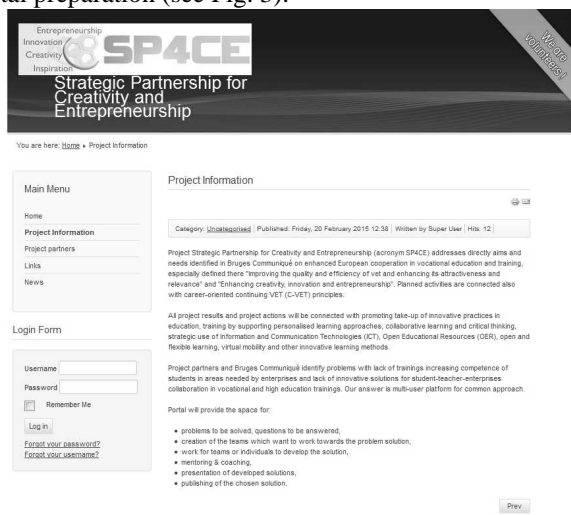 tal preparation (see Fig. 3).
Entrepreneurship
Innovation
Creativity
Inspiration
SP4CE
Strategic Partnership for
Creativity and
Entrepreneurship
We are
volunteers!
You are here: Home ▸ Project Information
Main Menu
Home
Project Information
Project partners
Links
News
Login Form
Username
Password
Remember Me
Log in
Forgot your password?
Forgot your username?
Project Information
Category: Uncategorised | Published: Friday, 20 February 2015 12:38 | Written by Super User | Hits: 12
Project Strategic Partnership for Creativity and Entrepreneurship (acronym SP4CE) addresses directly aims and
needs identified in Bruges Communiqué on enhanced European cooperation in vocational education and training,
especially defined there "improving the quality and efficiency of vet and enhancing its attractiveness and
relevance" and "Enhancing creativity, innovation and entrepreneurship". Planned activities are connected also
with career-oriented continuing VET (C-VET) principles.
All project results and project actions will be connected with promoting take-up of innovative practices in
education, training by supporting personalised learning approaches, collaborative learning and critical thinking,
strategic use of Information and Communication Technologies (ICT), Open Educational Resources (OER), open and
flexible learning, virtual mobility and other innovative learning methods.
Project partners and Bruges Communiquè identify problems with lack of trainings increasing competence of
students in areas needed by enterprises and lack of innovative solutions for student-teacher-enterprises
collaboration in vocational and high education trainings. Our answer is multi-user platform for common approach.
Portal will provide the space for:
• problems to be solved, questions to be answered,
• creation of the teams which want to work towards the problem solution,
• work for teams or individuals to develop the solution,
• mentoring & coaching,
• presentation of developed solutions,
• publishing of the chosen solution.
Prev